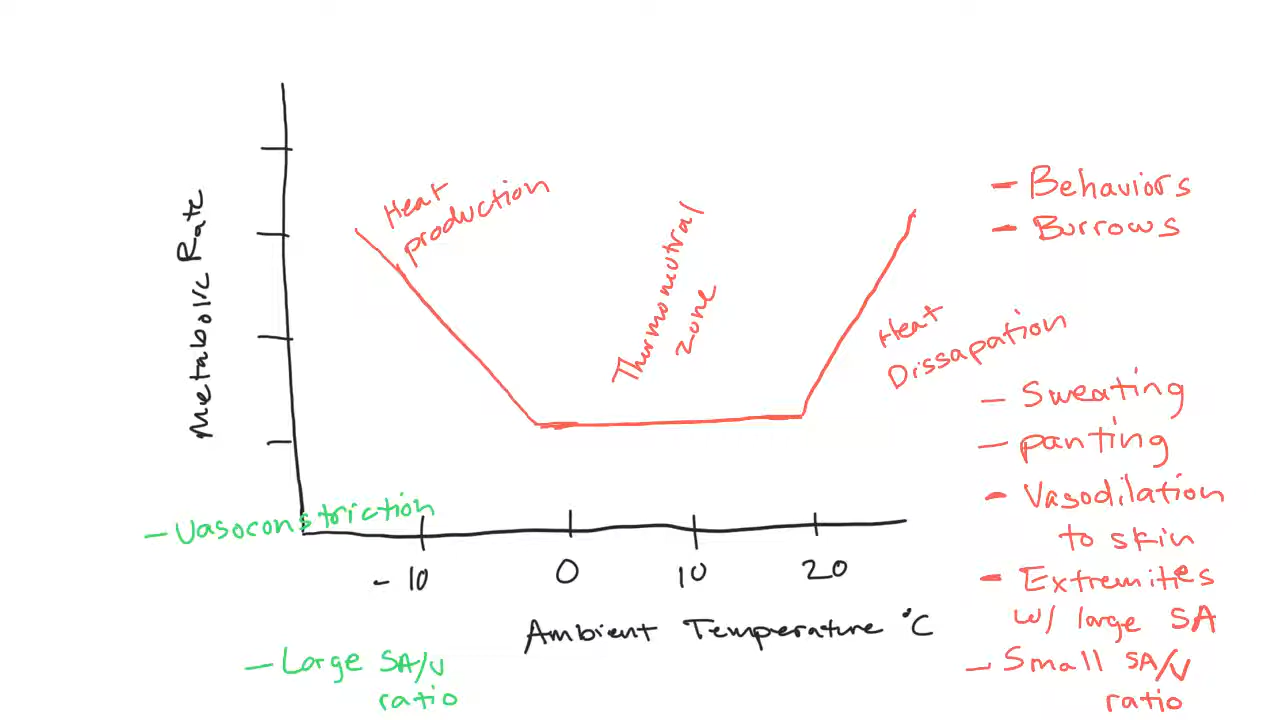 Metabolic Rate
Heat
production
Thermoneutral
zone
Heat
Dissapation
- Behaviors
- Burrows
- Sweating
- panting
- Vasodilation
to skin
- Extremities
w/ large SA
- Small SA/V
ratio
- Vasoconstriction
-10
0
10
20
Ambient Temperature °C
- Large SA/V
ratio